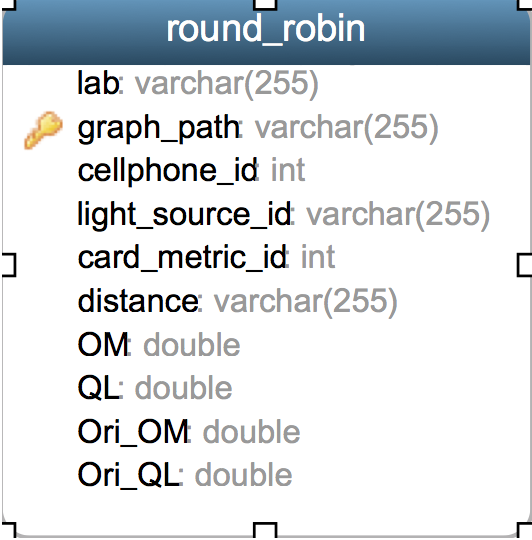 round_robin
lab: varchar(255)
graph_path: varchar(255)
cellphone_id: int
light_source_id: varchar(255)
card_metric_id: int
distance: varchar(255)
OM: double
QL: double
Ori_OM: double
Ori_QL: double